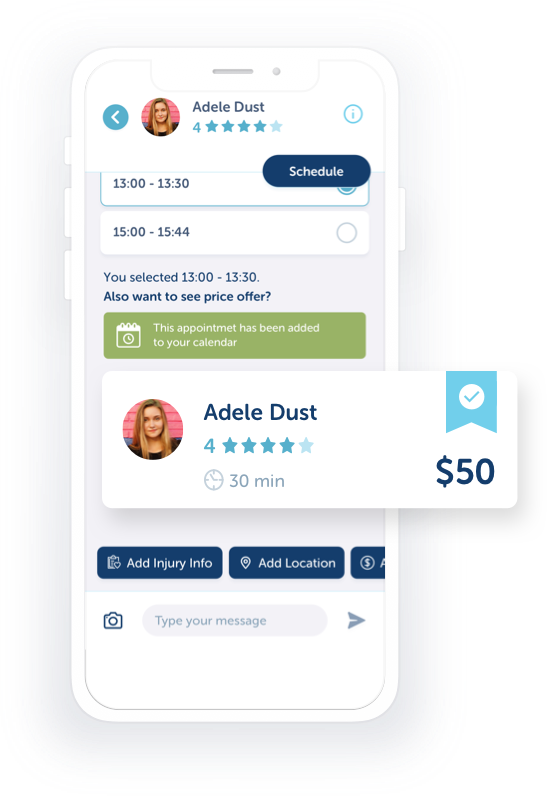 Adele Dust
4
Schedule
13:00 - 13:30
15:00 - 15:44
You selected 13:00 - 13:30.
Also want to see price offer?
This appointmet has been added
to your calendar
Adele Dust
4
30 min
$50
Add Injury Info
Add Location
Type your message